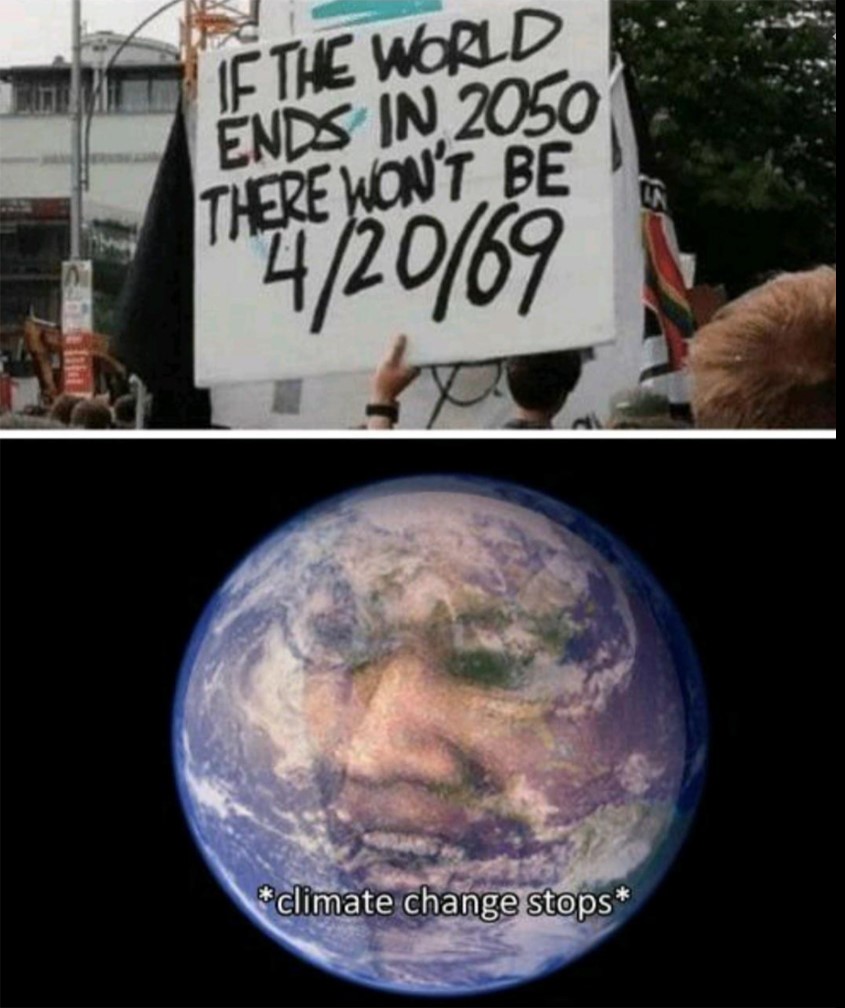 IF THE WORLD
ENDS IN 2050
THERE WON'T BE
4/20/69
*climate change stops*